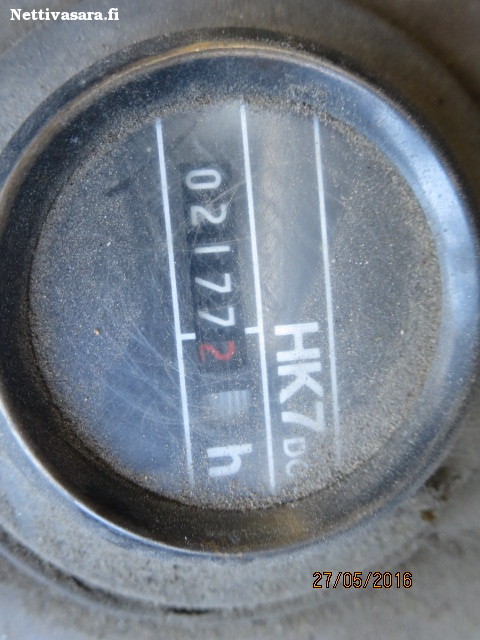 Nettivasara.fi
021772
h
HK7 DC
27/05/2016